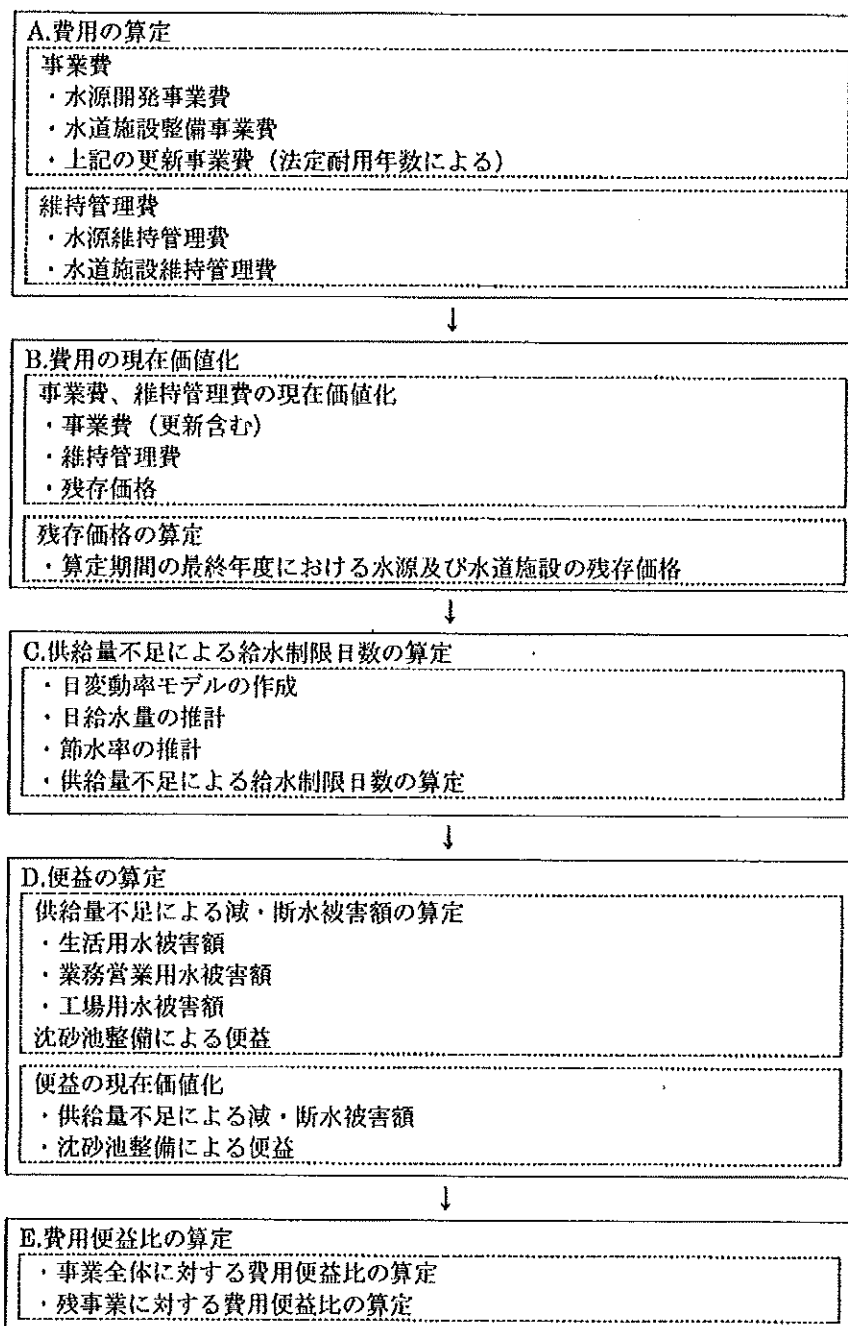 A.費用の算定
事業費
・水源開発事業費
・水道施設整備事業費
・上記の更新事業費（法定耐用年数による）
維持管理費
・水源維持管理費
・水道施設維持管理費
↓
B.費用の現在価値化
事業費、維持管理費の現在価値化
・事業費（更新含む）
・維持管理費
・残存価格
残存価格の算定
・算定期間の最終年度における水源及び水道施設の残存価格
↓
C.供給量不足による給水制限日数の算定
・日変動率モデルの作成
・日給水量の推計
・節水率の推計
・供給量不足による給水制限日数の算定
↓
D.便益の算定
供給量不足による減・断水被害額の算定
・生活用水被害額
・業務営業用水被害額
・工場用水被害額
沈砂池整備による便益
便益の現在価値化
・供給量不足による減・断水被害額
・沈砂池整備による便益
↓
E.費用便益比の算定
・事業全体に対する費用便益比の算定
・残事業に対する費用便益比の算定